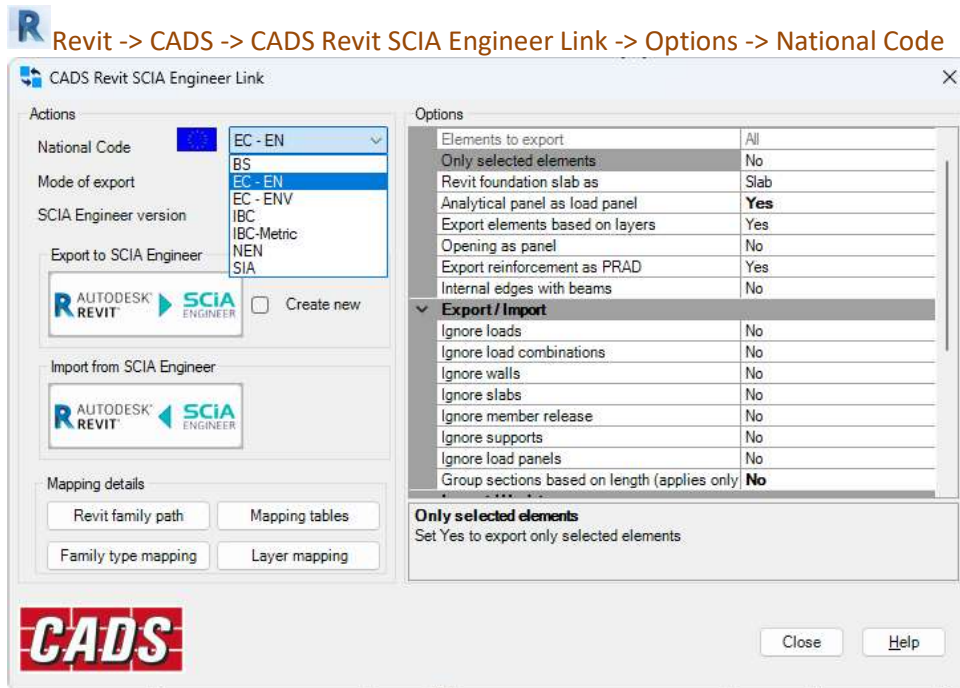 R Revit -> CADS -> CADS Revit SCIA Engineer Link -> Options -> National Code
CADS Revit SCIA Engineer Link
Actions
National Code EC - EN
BS
EC - EN
EC - ENV
IBC
IBC-Metric
NEN
SIA
Mode of export
SCIA Engineer version
Export to SCIA Engineer
R AUTODESK® REVIT® SCiA ENGINEER Create new
Import from SCIA Engineer
R AUTODESK® REVIT® SCiA ENGINEER
Mapping details
Revit family path Mapping tables
Family type mapping Layer mapping
Options
Elements to export All
Only selected elements No
Revit foundation slab as Slab
Analytical panel as load panel Yes
Export elements based on layers Yes
Opening as panel No
Export reinforcement as PRAD Yes
Internal edges with beams No
Export / Import
Ignore loads No
Ignore load combinations No
Ignore walls No
Ignore slabs No
Ignore member release No
Ignore supports No
Ignore load panels No
Group sections based on length (applies only No
Only selected elements
Set Yes to export only selected elements
CADS
Close Help